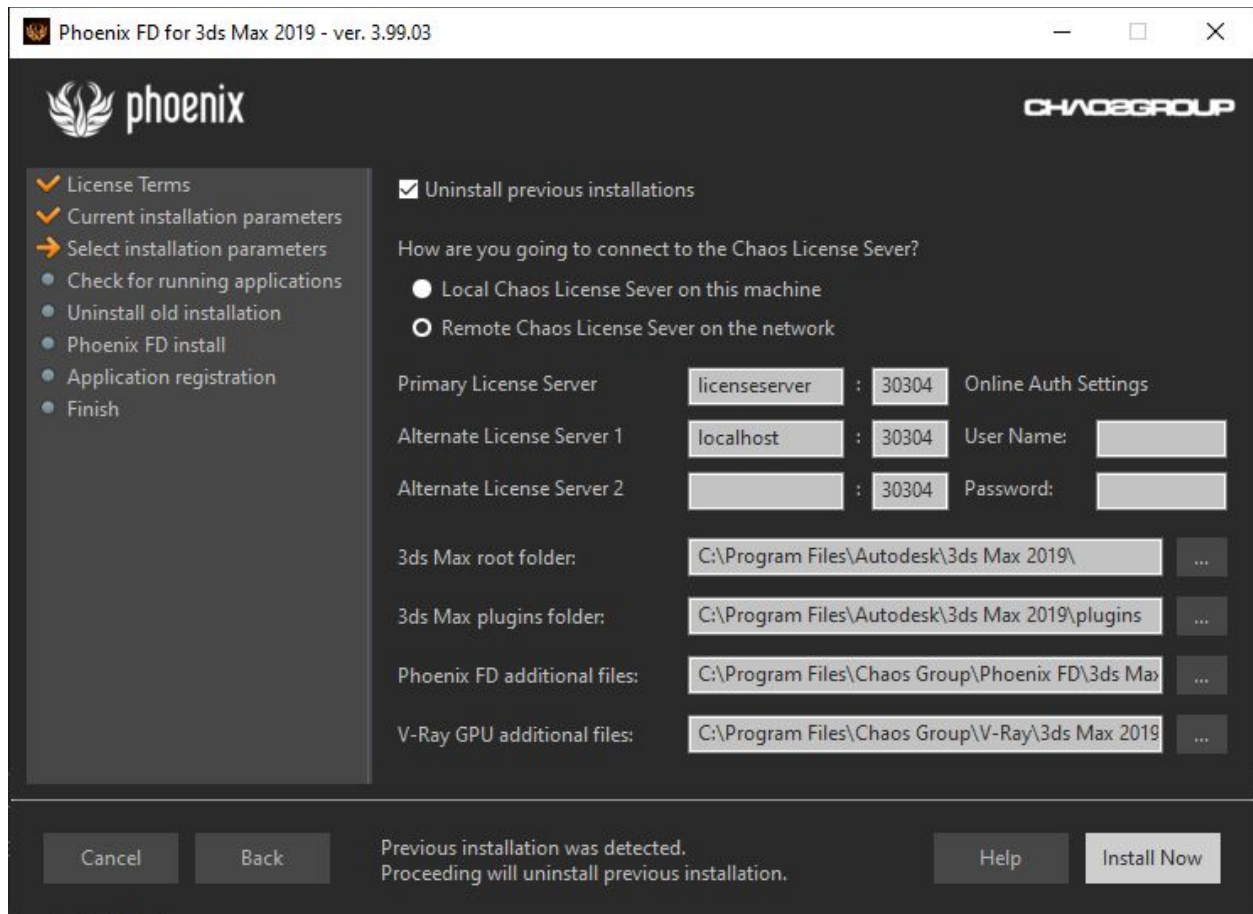 Phoenix FD for 3ds Max 2019 - ver. 3.99.03
phoenix
CHAOSGROUP
License Terms
Current installation parameters
Select installation parameters
Check for running applications
Uninstall old installation
Phoenix FD install
Application registration
Finish
Uninstall previous installations
How are you going to connect to the Chaos License Sever?
Local Chaos License Sever on this machine
Remote Chaos License Sever on the network
Primary License Server licenseserver : 30304 Online Auth Settings
Alternate License Server 1 localhost : 30304 User Name:
Alternate License Server 2 : 30304 Password:
3ds Max root folder: C:\Program Files\Autodesk\3ds Max 2019\ ...
3ds Max plugins folder: C:\Program Files\Autodesk\3ds Max 2019\plugins ...
Phoenix FD additional files: C:\Program Files\Chaos Group\Phoenix FD\3ds Max ...
V-Ray GPU additional files: C:\Program Files\Chaos Group\V-Ray\3ds Max 2019 ...
Cancel Back Previous installation was detected. Help Install Now
Proceeding will uninstall previous installation.